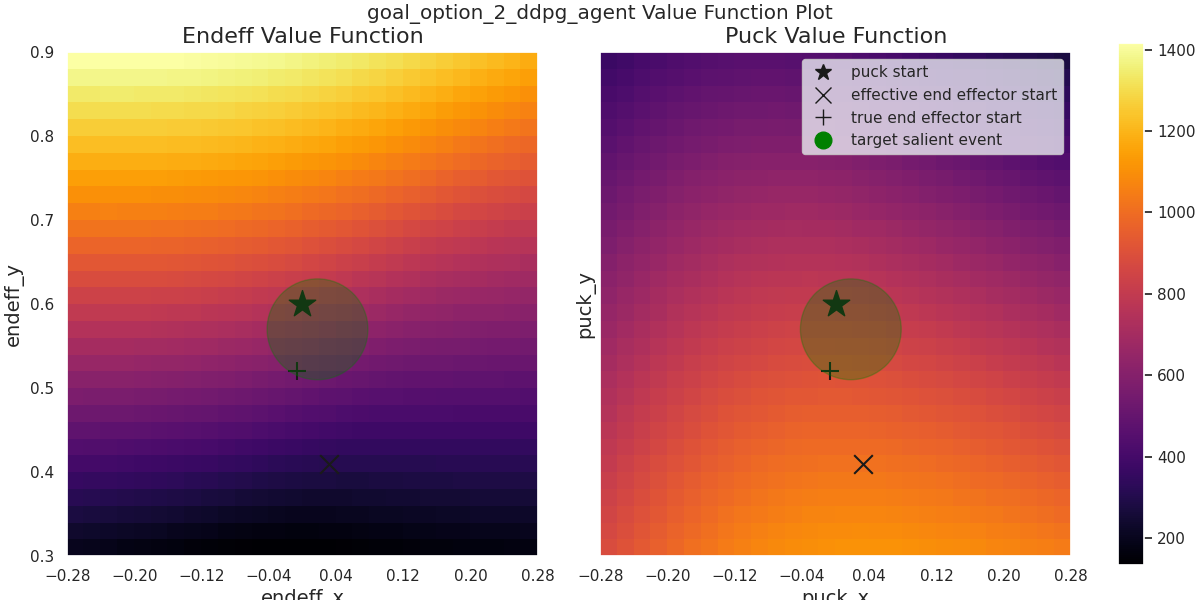 goal_option_2_ddpg_agent Value Function Plot
Endeff Value Function
Puck Value Function
0.9
0.8
0.7
0.6
0.5
0.4
0.3
endeff_y
−0.28 −0.20 −0.12 −0.04 0.04 0.12 0.20 0.28
endeff_x
puck_y
puck start
effective end effector start
true end effector start
target salient event
−0.28 −0.20 −0.12 −0.04 0.04 0.12 0.20 0.28
puck_x
1400
1200
1000
800
600
400
200